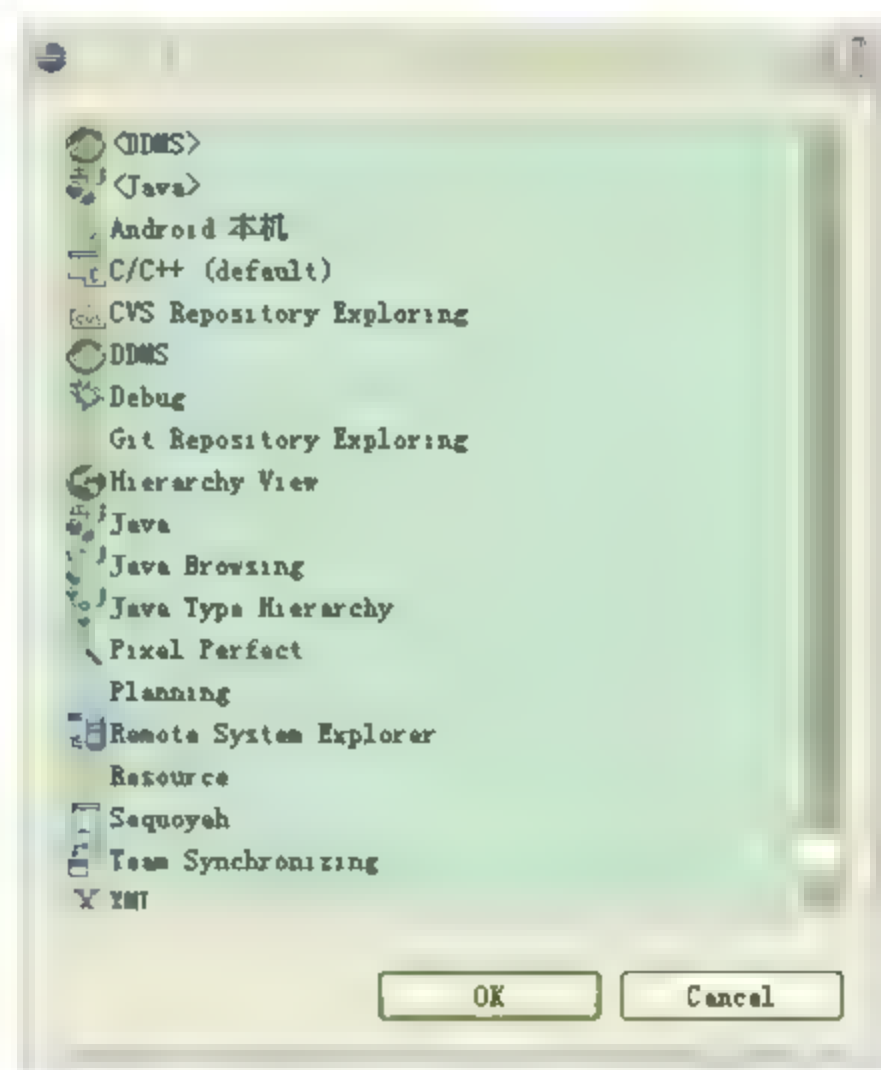 <DDMS>
<Java>
Android 本机
C/C++ (default)
CVS Repository Exploring
DDMS
Debug
Git Repository Exploring
Hierarchy View
Java
Java Browsing
Java Type Hierarchy
Pixel Perfect
Planning
Remote System Explorer
Resource
Sequoyah
Team Synchronizing
OK Cancel